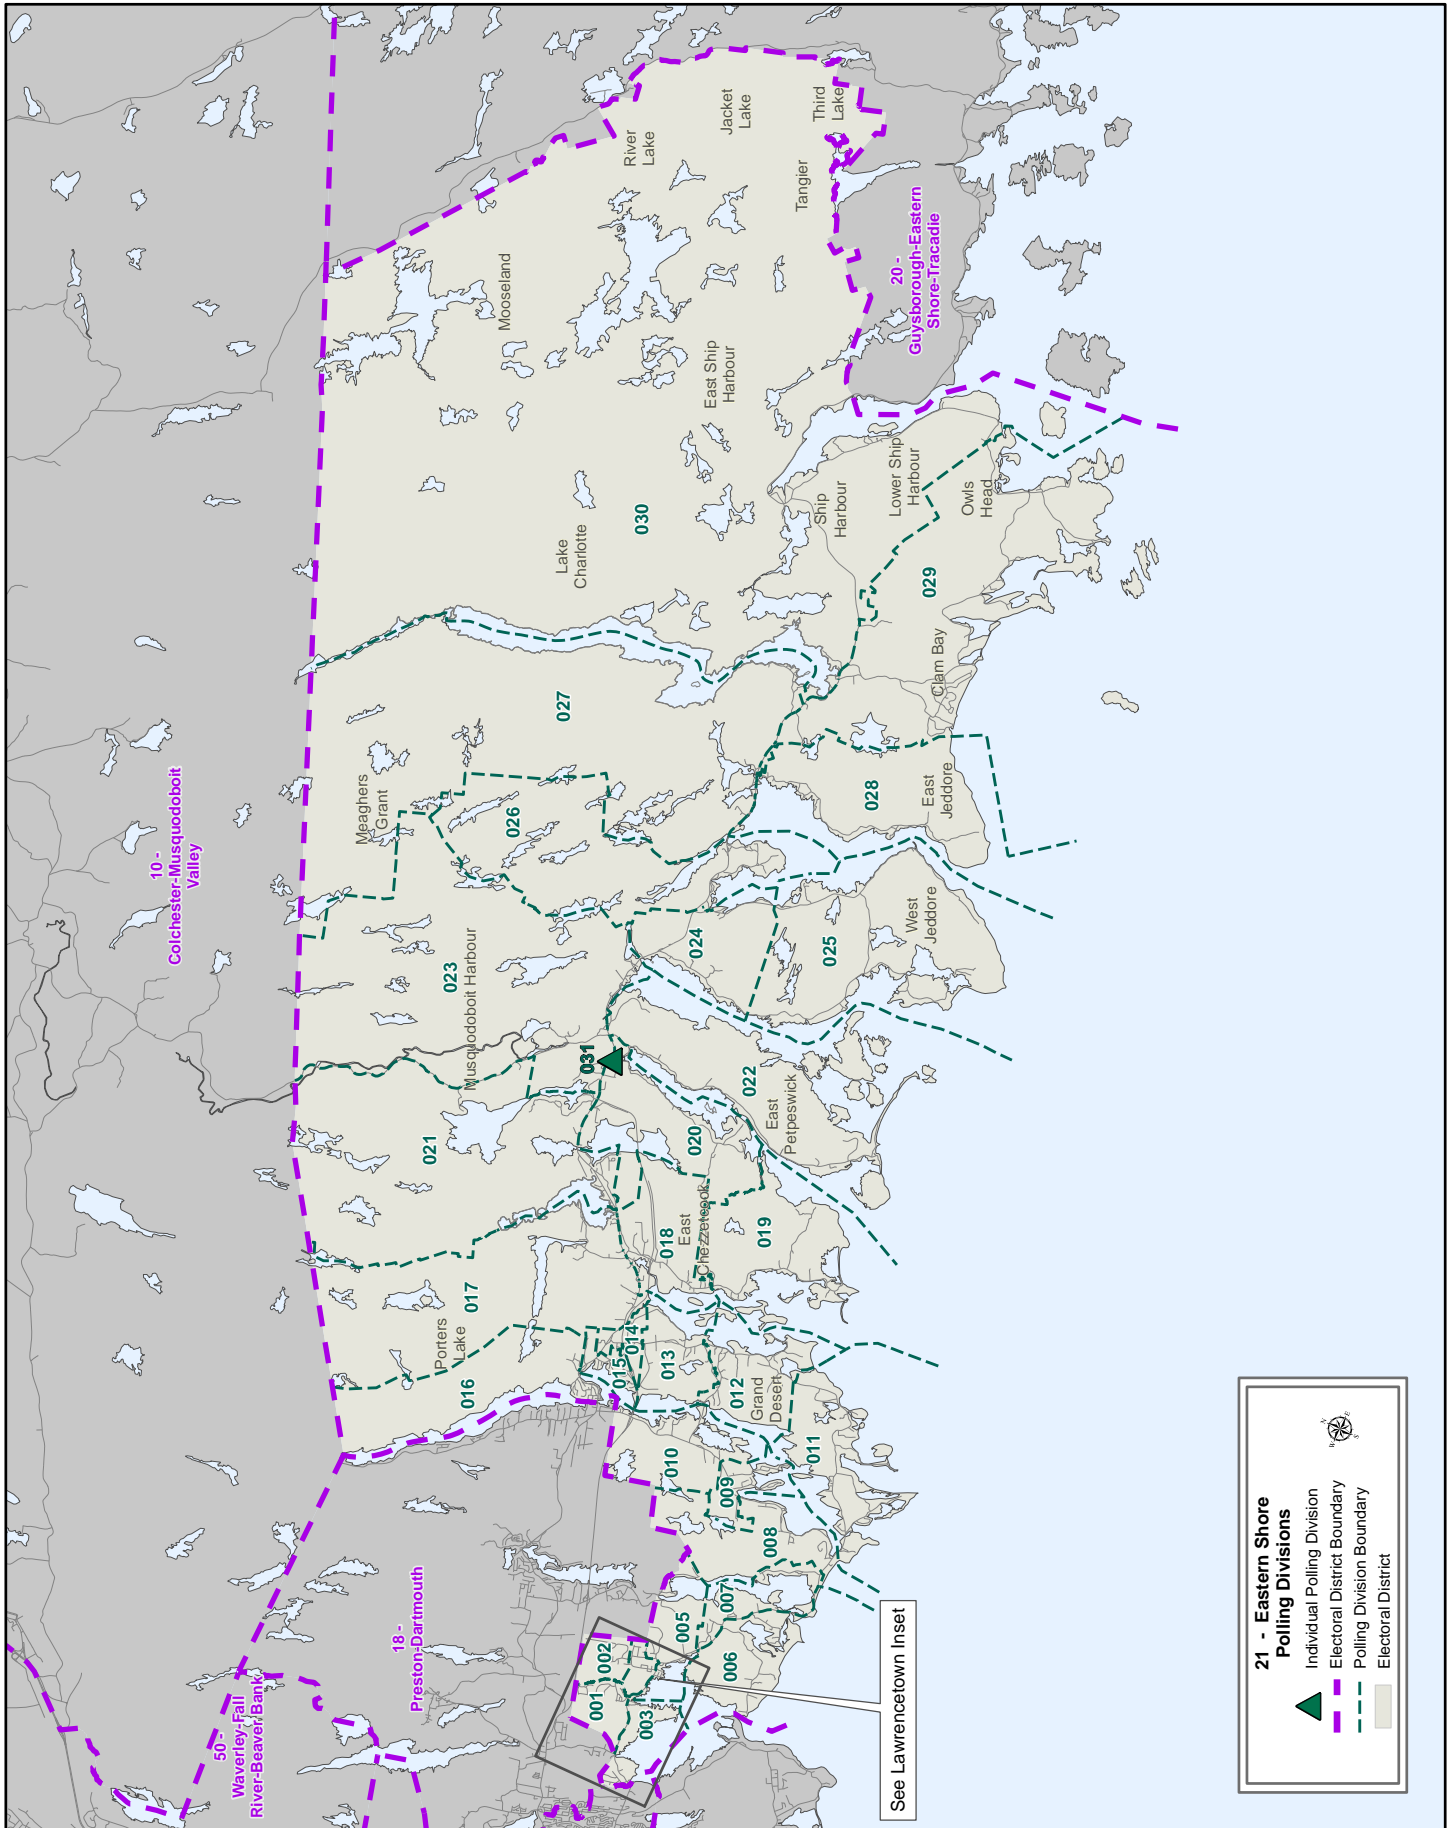 10 -
Colchester-Musquodoboit
Valley
50 -
Waverley-Fall
River-Beaver Bank
18 -
Preston-Dartmouth
20 -
Guysborough-Eastern
Shore-Tracadie
River
Lake
Jacket
Lake
Third
Lake
Tangier
Mooseland
East Ship
Harbour
Lake
Charlotte
030
Ship
Harbour
Lower Ship
Harbour
Owls
Head
029
Clam Bay
027
Meaghers
Grant
026
028
East
Jeddore
023
Musquodoboit Harbour
024
025
West
Jeddore
031
021
022
East
Petpeswick
020
019
018
East
Chezzetcook
017
Porters
Lake
016
015
014
013
012
Grand
Desert
011
010
009
008
007
005
006
002
001
003
See Lawrencetown Inset
21 - Eastern Shore
Polling Divisions
Individual Polling Division
Electoral District Boundary
Polling Division Boundary
Electoral District
N
E
S
W